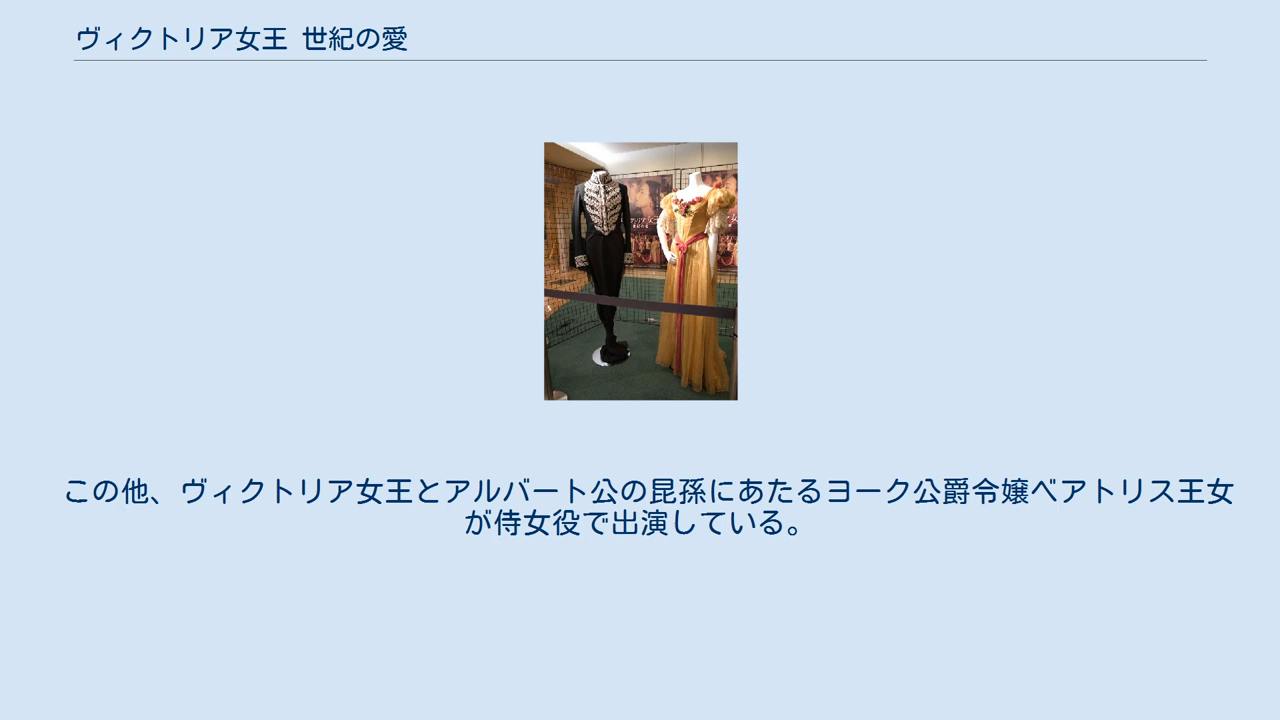 ヴィクトリア女王 世紀の愛
この他、ヴィクトリア女王とアルバート公の昆孫にあたるヨーク公爵令嬢ベアトリス王女
が侍女役で出演している。